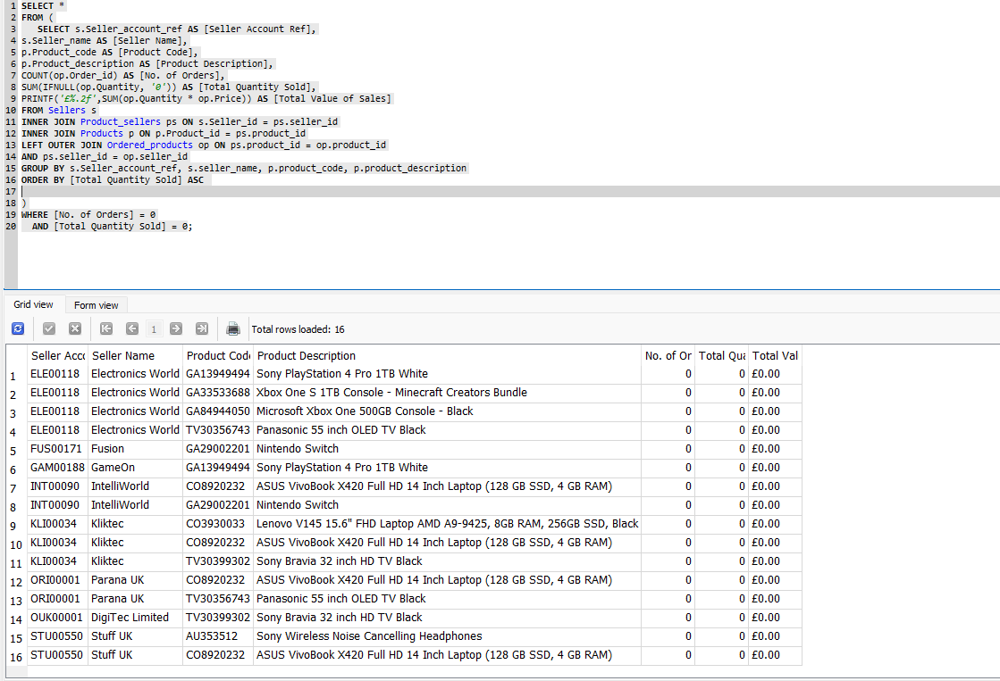 1 SELECT *
2 FROM (
3 SELECT s.Seller_account_ref AS [Seller Account Ref],
4 s.Seller_name AS [Seller Name],
5 p.Product_code AS [Product Code],
6 p.Product_description AS [Product Description],
7 COUNT(op.Order_id) AS [No. of Orders],
8 SUM(IFNULL(op.Quantity, '0')) AS [Total Quantity Sold],
9 PRINTF('£%.2f',SUM(op.Quantity * op.Price)) AS [Total Value of Sales]
10 FROM Sellers s
11 INNER JOIN Product_sellers ps ON s.Seller_id = ps.seller_id
12 INNER JOIN Products p ON p.Product_id = ps.product_id
13 LEFT OUTER JOIN Ordered_products op ON ps.product_id = op.product_id
14 AND ps.seller_id = op.seller_id
15 GROUP BY s.Seller_account_ref, s.seller_name, p.product_code, p.product_description
16 ORDER BY [Total Quantity Sold] ASC
17
18 )
19 WHERE [No. of Orders] = 0
20 AND [Total Quantity Sold] = 0;
Grid view Form view
1 Total rows loaded: 16
Seller Acc Seller Name Product Cod Product Description No. of Or Total Qua Total Val
1 ELE00118 Electronics World GA13949494 Sony PlayStation 4 Pro 1TB White 0 0 £0.00
2 ELE00118 Electronics World GA33533688 Xbox One S 1TB Console - Minecraft Creators Bundle 0 0 £0.00
3 ELE00118 Electronics World GA84944050 Microsoft Xbox One 500GB Console - Black 0 0 £0.00
4 ELE00118 Electronics World TV30356743 Panasonic 55 inch OLED TV Black 0 0 £0.00
5 FUS00171 Fusion GA29002201 Nintendo Switch 0 0 £0.00
6 GAM00188 GameOn GA13949494 Sony PlayStation 4 Pro 1TB White 0 0 £0.00
7 INT00090 IntelliWorld CO8920232 ASUS VivoBook X420 Full HD 14 Inch Laptop (128 GB SSD, 4 GB RAM) 0 0 £0.00
8 INT00090 IntelliWorld GA29002201 Nintendo Switch 0 0 £0.00
9 KLI00034 Kliktec CO3930033 Lenovo V145 15.6" FHD Laptop AMD A9-9425, 8GB RAM, 256GB SSD, Black 0 0 £0.00
10 KLI00034 Kliktec CO8920232 ASUS VivoBook X420 Full HD 14 Inch Laptop (128 GB SSD, 4 GB RAM) 0 0 £0.00
11 KLI00034 Kliktec TV30399302 Sony Bravia 32 inch HD TV Black 0 0 £0.00
12 ORI00001 Parana UK CO8920232 ASUS VivoBook X420 Full HD 14 Inch Laptop (128 GB SSD, 4 GB RAM) 0 0 £0.00
13 ORI00001 Parana UK TV30356743 Panasonic 55 inch OLED TV Black 0 0 £0.00
14 OUK00001 DigiTec Limited TV30399302 Sony Bravia 32 inch HD TV Black 0 0 £0.00
15 STU00550 Stuff UK AU353512 Sony Wireless Noise Cancelling Headphones 0 0 £0.00
16 STU00550 Stuff UK CO8920232 ASUS VivoBook X420 Full HD 14 Inch Laptop (128 GB SSD, 4 GB RAM) 0 0 £0.00